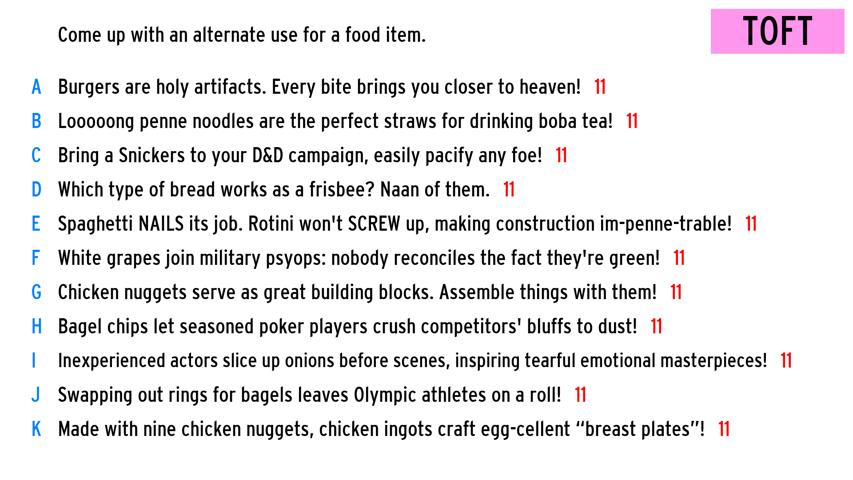 Come up with an alternate use for a food item.
TOFT
A Burgers are holy artifacts. Every bite brings you closer to heaven! 11
B Looooong penne noodles are the perfect straws for drinking boba tea! 11
C Bring a Snickers to your D&D campaign, easily pacify any foe! 11
D Which type of bread works as a frisbee? Naan of them. 11
E Spaghetti NAILS its job. Rotini won't SCREW up, making construction im-penne-trable! 11
F White grapes join military psyops: nobody reconciles the fact they're green! 11
G Chicken nuggets serve as great building blocks. Assemble things with them! 11
H Bagel chips let seasoned poker players crush competitors' bluffs to dust! 11
I Inexperienced actors slice up onions before scenes, inspiring tearful emotional masterpieces! 11
J Swapping out rings for bagels leaves Olympic athletes on a roll! 11
K Made with nine chicken nuggets, chicken ingots craft egg-cellent “breast plates”! 11